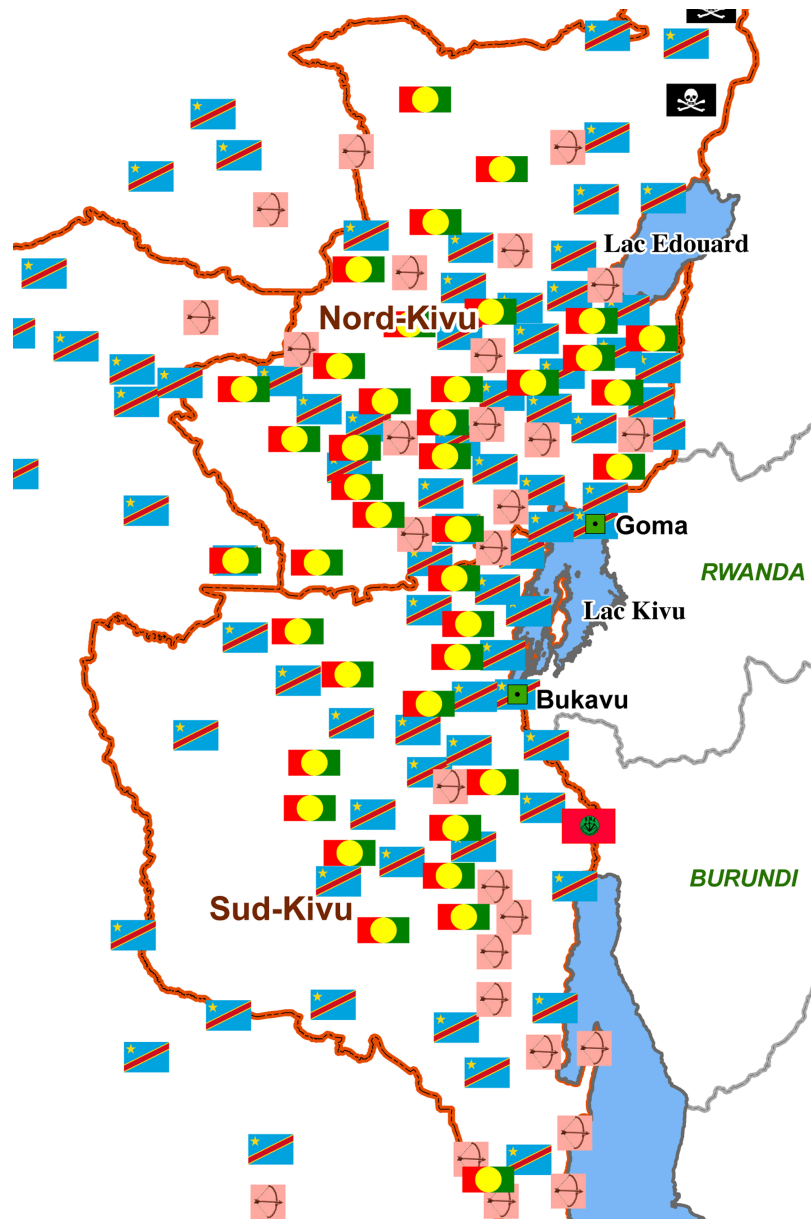 Lac Edouard
Nord-Kivu
Goma
RWANDA
Lac Kivu
Bukavu
BURUNDI
Sud-Kivu